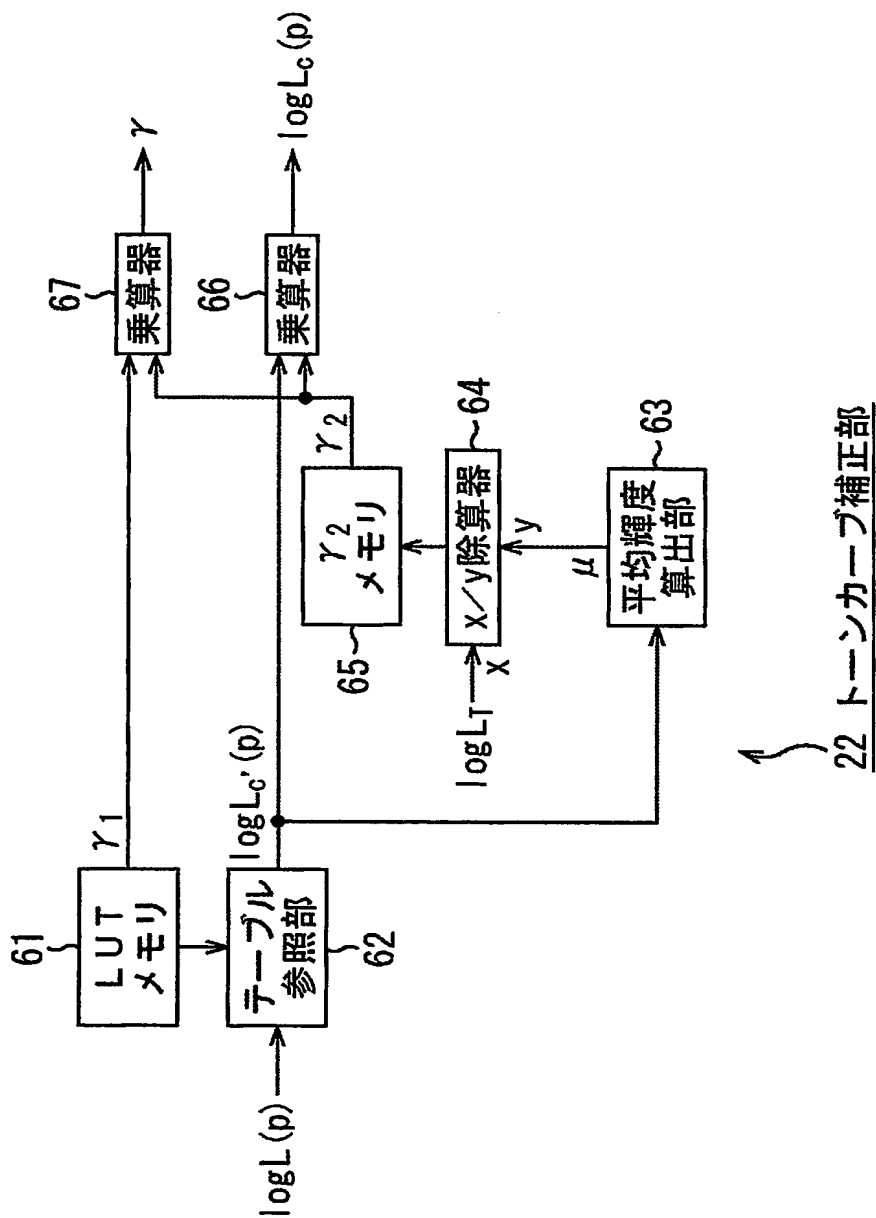 61
LUT
メモリ
γ1
67
乗算器
γ
logL(p)
テーブル
参照部
62
logLC'(p)
66
乗算器
logLC(p)
γ2
メモリ
65
γ2
logLT
x
x/y除算器
64
y
μ
平均輝度
算出部
63
22 トーンカーブ補正部